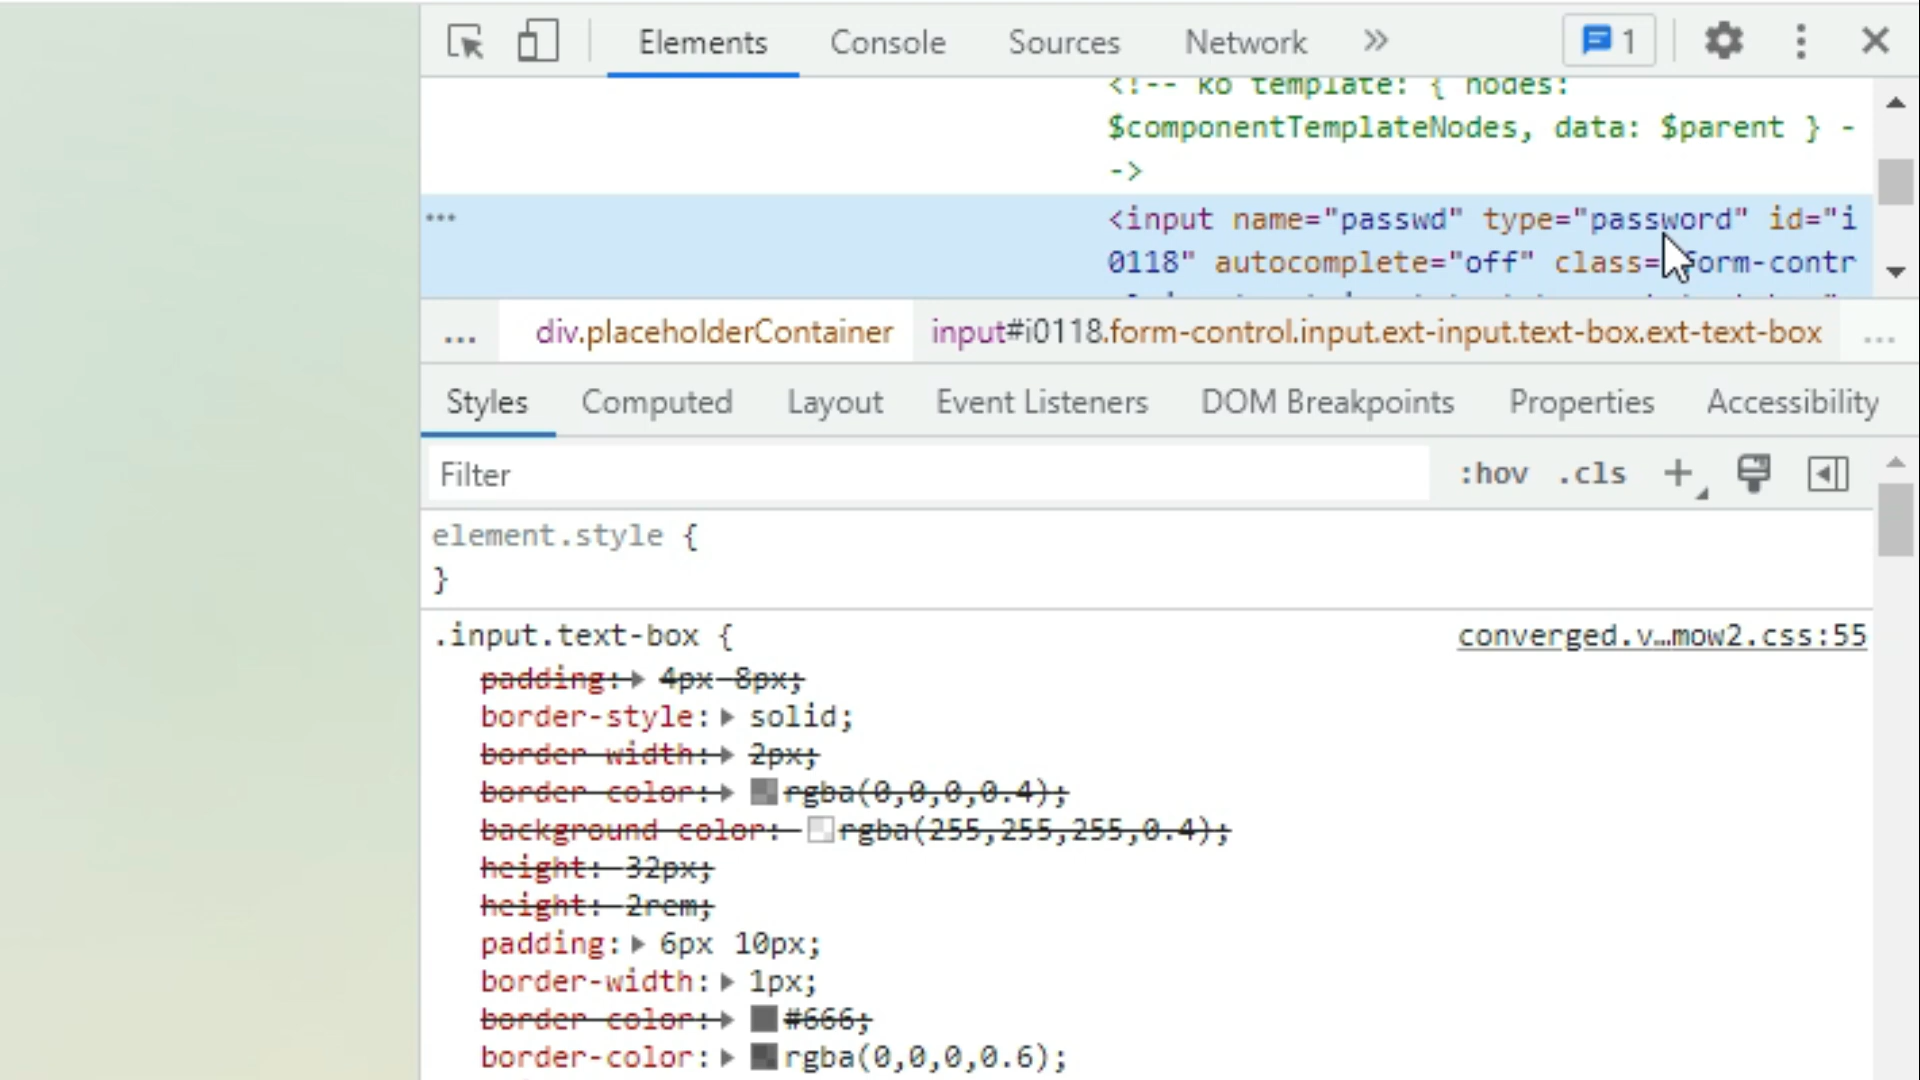 Elements Console Sources Network » 1
<!-- ko template: { nodes:
$componentTemplateNodes, data: $parent } -
->
… <input name="passwd" type="password" id="i
0118" autocomplete="off" class="form-contr
… div.placeholderContainer input#i0118.form-control.input.ext-input.text-box.ext-text-box …
Styles Computed Layout Event Listeners DOM Breakpoints Properties Accessibility
Filter :hov .cls +
element.style {
}
.input.text-box { converged.v…mow2.css:55
padding: 4px 8px;
border-style: solid;
border-width: 2px;
border-color: rgba(0,0,0,0.4);
background-color: rgba(255,255,255,0.4);
height: 32px;
height: 2rem;
padding: 6px 10px;
border-width: 1px;
border-color: #666;
border-color: rgba(0,0,0,0.6);